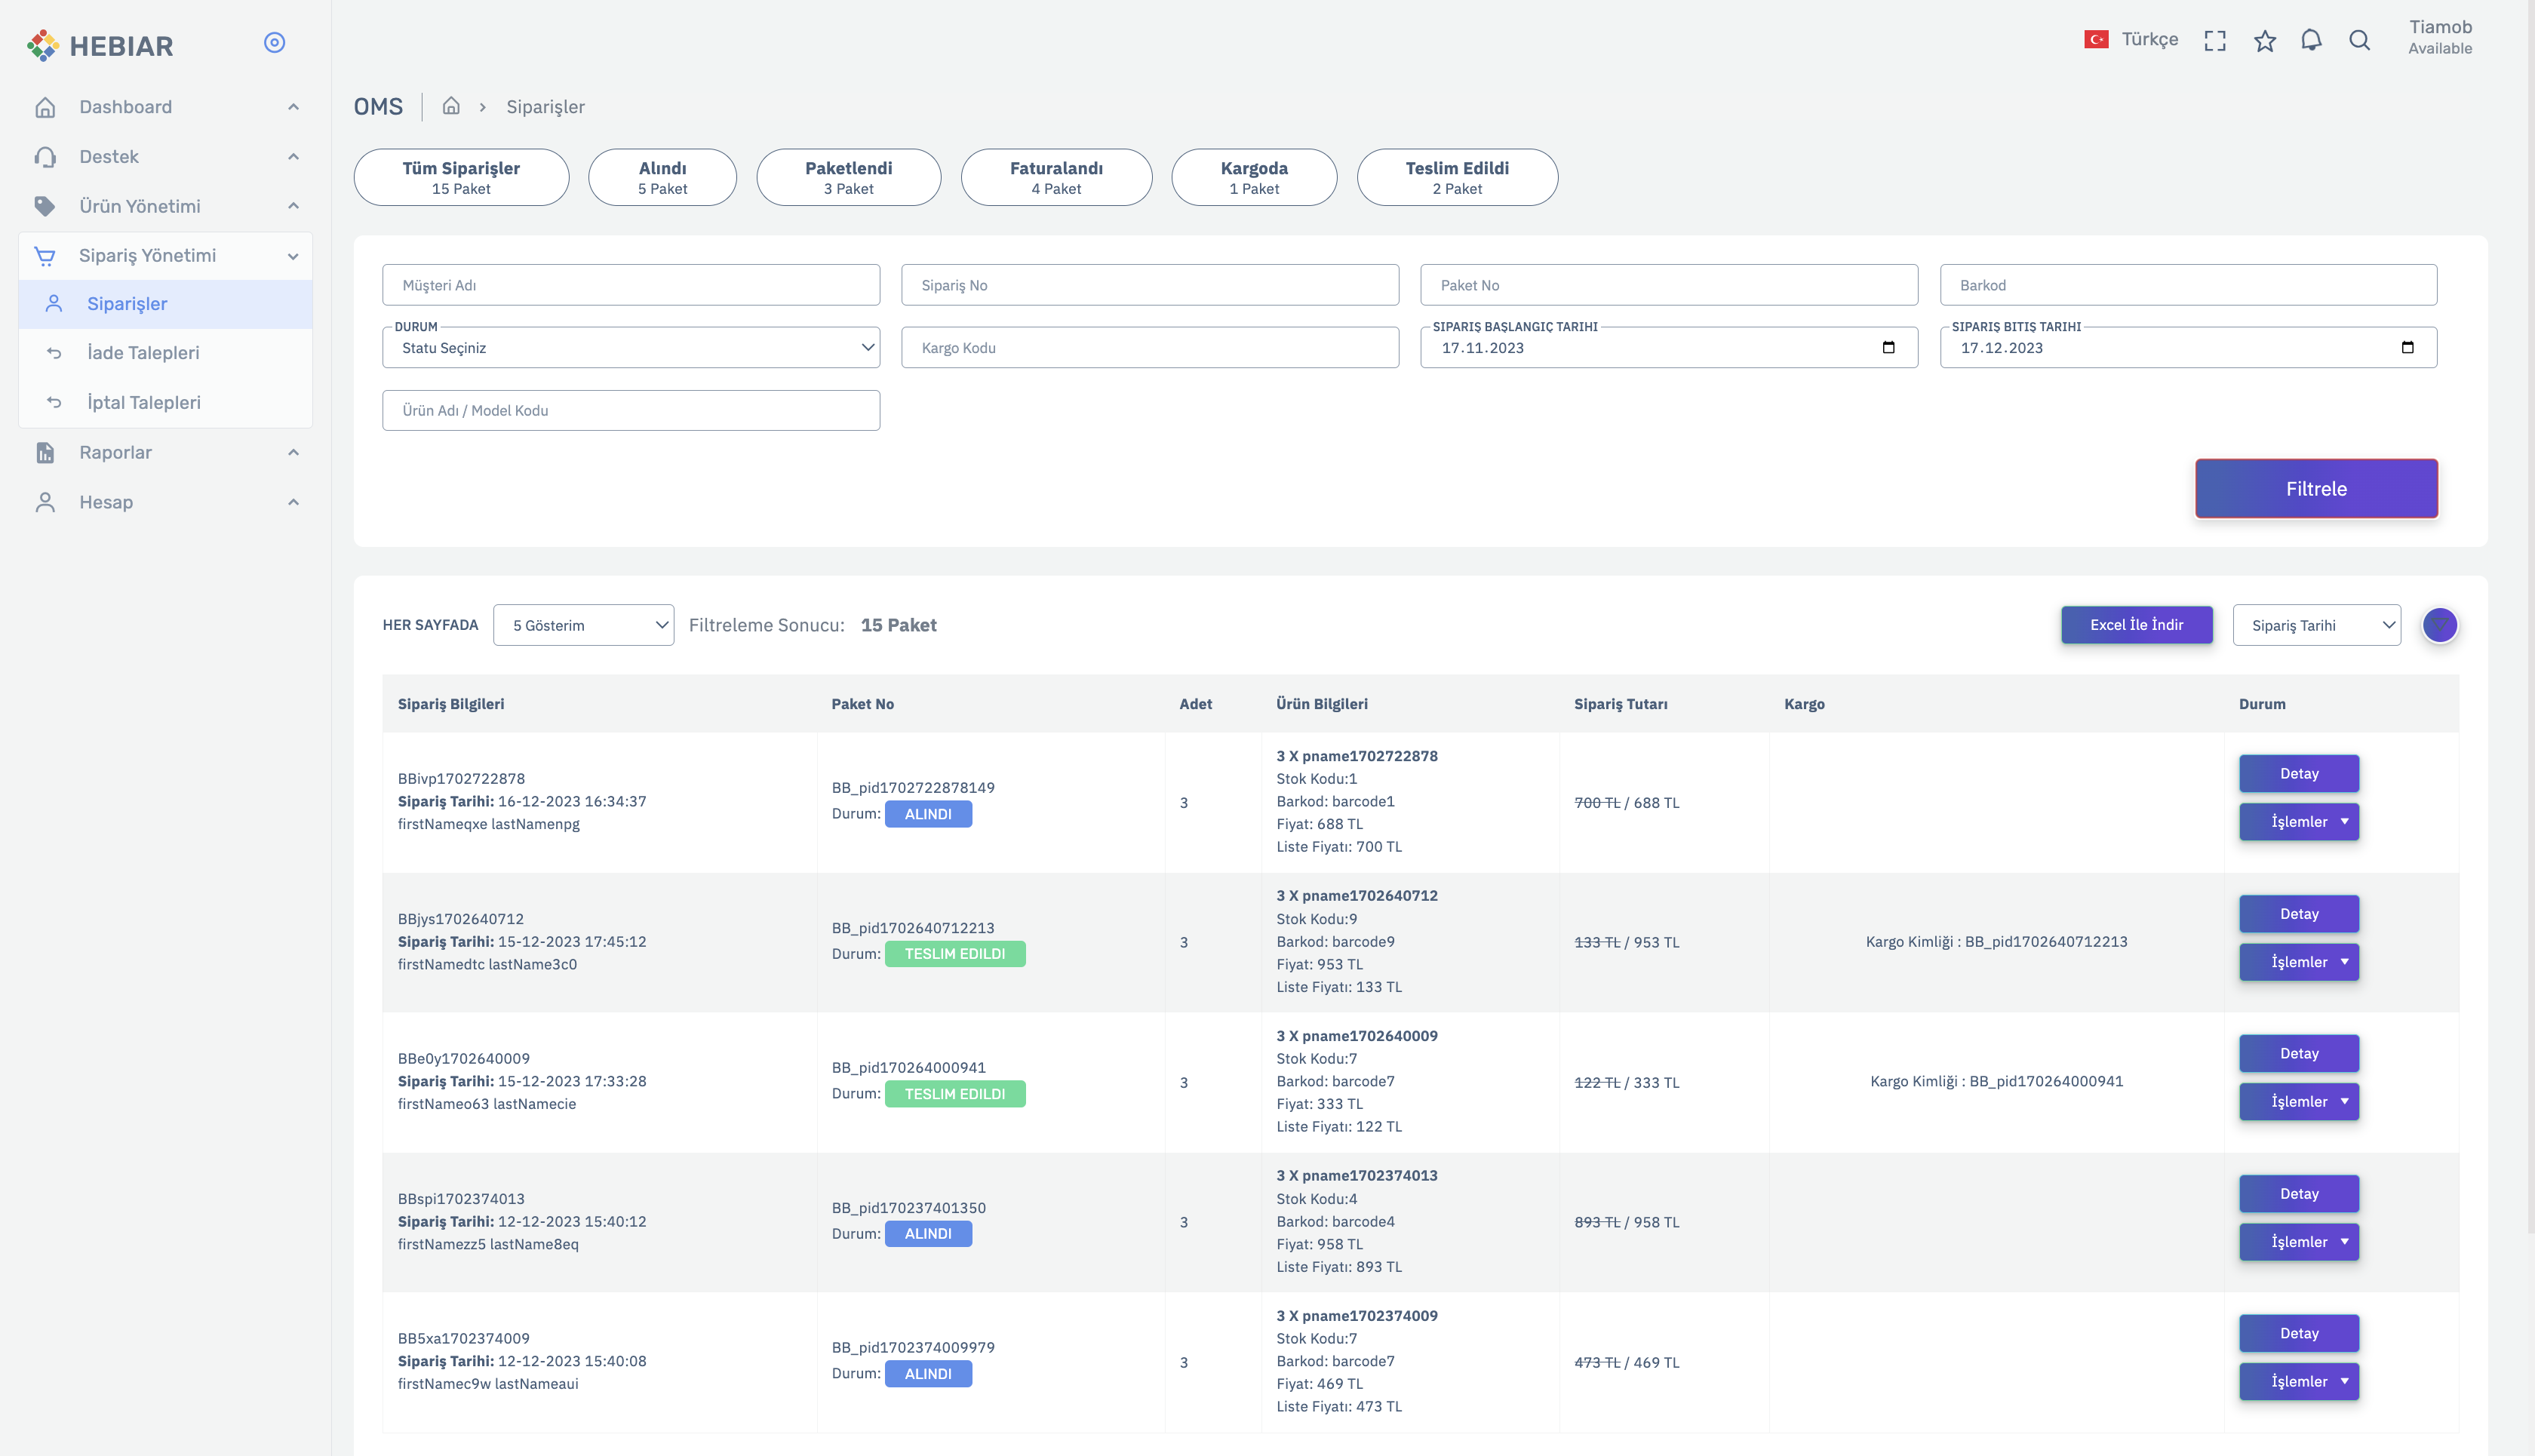 HEBIAR
Türkçe
Tiamob
Available
Dashboard
Destek
Ürün Yönetimi
Sipariş Yönetimi
Siparişler
İade Talepleri
İptal Talepleri
Raporlar
Hesap
OMS
Siparişler
Tüm Siparişler
15 Paket
Alındı
5 Paket
Paketlendi
3 Paket
Faturalandı
4 Paket
Kargoda
1 Paket
Teslim Edildi
2 Paket
Müşteri Adı
Sipariş No
Paket No
Barkod
DURUM
Statu Seçiniz
Kargo Kodu
SIPARIŞ BAŞLANGIÇ TARIHI
17.11.2023
SIPARIŞ BITIŞ TARIHI
17.12.2023
Ürün Adı / Model Kodu
Filtrele
HER SAYFADA
5 Gösterim
Filtreleme Sonucu: 15 Paket
Excel İle İndir
Sipariş Tarihi
Sipariş Bilgileri
Paket No
Adet
Ürün Bilgileri
Sipariş Tutarı
Kargo
Durum
BBivp1702722878
Sipariş Tarihi: 16-12-2023 16:34:37
firstNameqxe lastNamenpg
BB_pid1702722878149
Durum: ALINDI
3
3 X pname1702722878
Stok Kodu:1
Barkod: barcode1
Fiyat: 688 TL
Liste Fiyatı: 700 TL
700 TL / 688 TL
Detay
İşlemler
BBjys1702640712
Sipariş Tarihi: 15-12-2023 17:45:12
firstNamedtc lastName3c0
BB_pid1702640712213
Durum: TESLIM EDILDI
3
3 X pname1702640712
Stok Kodu:9
Barkod: barcode9
Fiyat: 953 TL
Liste Fiyatı: 133 TL
133 TL / 953 TL
Kargo Kimliği : BB_pid1702640712213
Detay
İşlemler
BBe0y1702640009
Sipariş Tarihi: 15-12-2023 17:33:28
firstNameo63 lastNamecie
BB_pid170264000941
Durum: TESLIM EDILDI
3
3 X pname1702640009
Stok Kodu:7
Barkod: barcode7
Fiyat: 333 TL
Liste Fiyatı: 122 TL
122 TL / 333 TL
Kargo Kimliği : BB_pid170264000941
Detay
İşlemler
BBspi1702374013
Sipariş Tarihi: 12-12-2023 15:40:12
firstNamezz5 lastName8eq
BB_pid170237401350
Durum: ALINDI
3
3 X pname1702374013
Stok Kodu:4
Barkod: barcode4
Fiyat: 958 TL
Liste Fiyatı: 893 TL
893 TL / 958 TL
Detay
İşlemler
BB5xa1702374009
Sipariş Tarihi: 12-12-2023 15:40:08
firstNamec9w lastNameaui
BB_pid1702374009979
Durum: ALINDI
3
3 X pname1702374009
Stok Kodu:7
Barkod: barcode7
Fiyat: 469 TL
Liste Fiyatı: 473 TL
473 TL / 469 TL
Detay
İşlemler